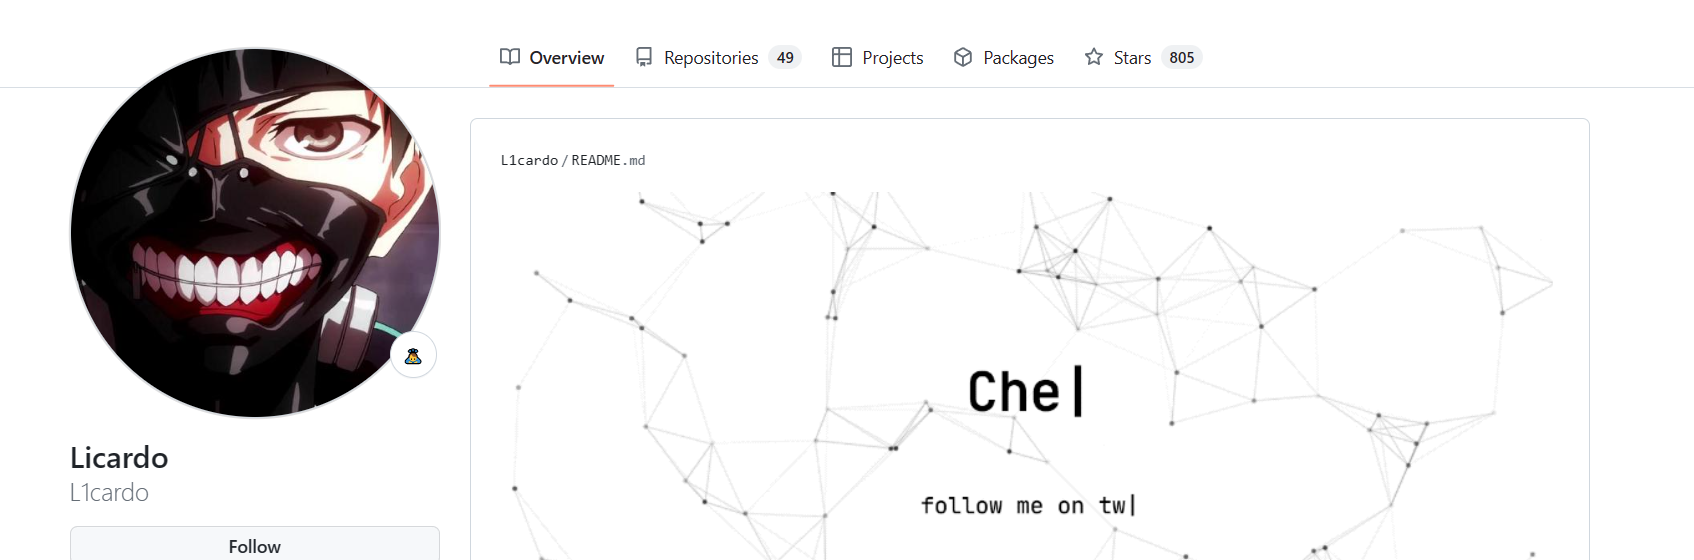 Overview Repositories 49 Projects Packages Stars 805
L1cardo/README.md
Che|
follow me on tw|
Licardo
L1cardo
Follow